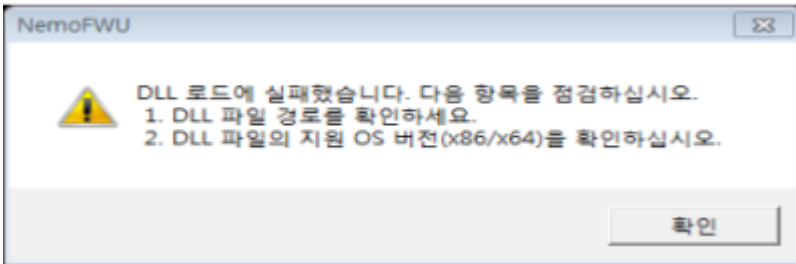 NemoFWU
DLL 로드에 실패했습니다. 다음 항목을 점검하십시오.
1. DLL 파일 경로를 확인하세요.
2. DLL 파일의 지원 OS 버전(x86/x64)을 확인하십시오.
확인